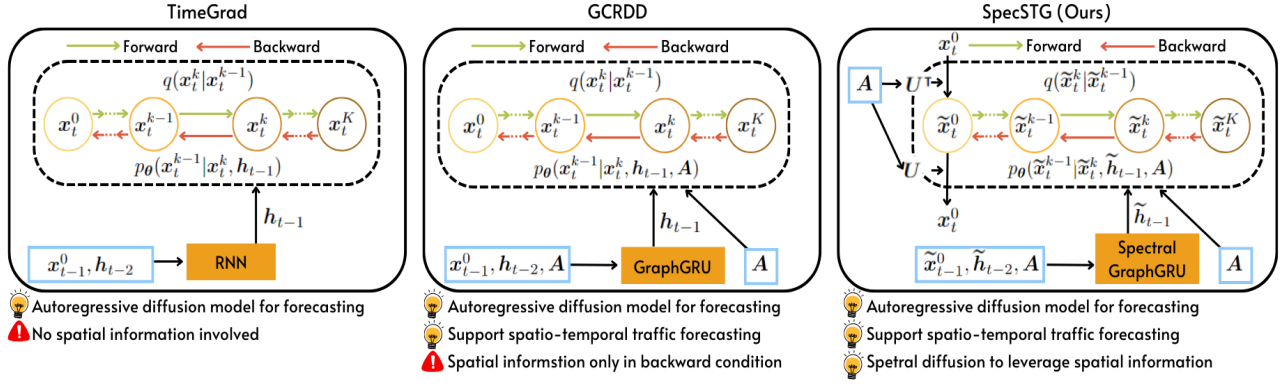 TimeGrad
Forward Backward
q(x_t^k|x_t^{k-1})
x_t^0 x_t^{k-1} x_t^k x_t^K
p_θ(x_t^{k-1}|x_t^k, h_{t-1})
h_{t-1}
x_{t-1}^0, h_{t-2} RNN
Autoregressive diffusion model for forecasting
No spatial information involved
GCRDD
Forward Backward
q(x_t^k|x_t^{k-1})
x_t^0 x_t^{k-1} x_t^k x_t^K
p_θ(x_t^{k-1}|x_t^k, h_{t-1}, A)
h_{t-1}
x_{t-1}^0, h_{t-2}, A GraphGRU A
Autoregressive diffusion model for forecasting
Support spatio-temporal traffic forecasting
Spatial informstion only in backward condition
SpecSTG (Ours)
x_t^0 Forward Backward
A U^⊤ q(x̃_t^k|x̃_t^{k-1})
x̃_t^0 x̃_t^{k-1} x̃_t^k x̃_t^K
U p_θ(x̃_t^{k-1}|x̃_t^k, h̃_{t-1}, A)
x_t^0 h̃_{t-1}
x̃_{t-1}^0, h̃_{t-2}, A Spectral
GraphGRU A
Autoregressive diffusion model for forecasting
Support spatio-temporal traffic forecasting
Spetral diffusion to leverage spatial information